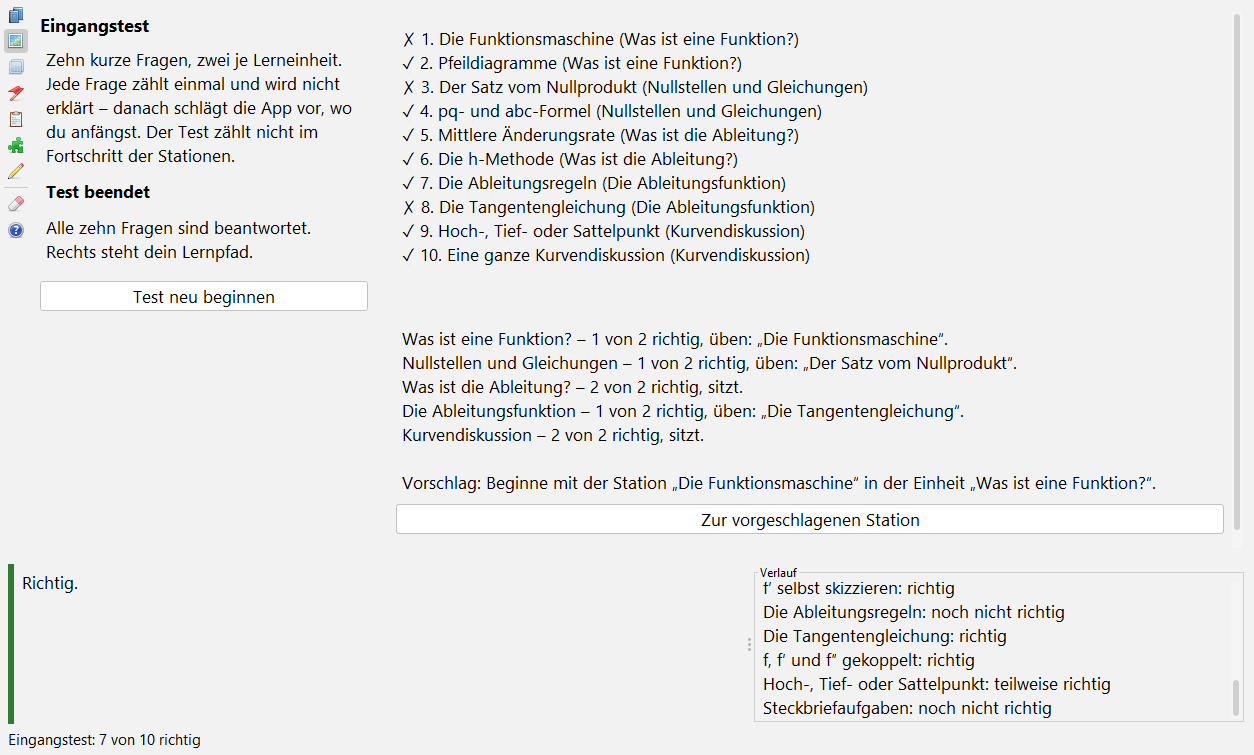 Eingangstest
Zehn kurze Fragen, zwei je Lerneinheit.
Jede Frage zählt einmal und wird nicht
erklärt – danach schlägt die App vor, wo
du anfängst. Der Test zählt nicht im
Fortschritt der Stationen.
Test beendet
Alle zehn Fragen sind beantwortet.
Rechts steht dein Lernpfad.
Test neu beginnen
✗ 1. Die Funktionsmaschine (Was ist eine Funktion?)
✓ 2. Pfeildiagramme (Was ist eine Funktion?)
✗ 3. Der Satz vom Nullprodukt (Nullstellen und Gleichungen)
✓ 4. pq- und abc-Formel (Nullstellen und Gleichungen)
✓ 5. Mittlere Änderungsrate (Was ist die Ableitung?)
✓ 6. Die h-Methode (Was ist die Ableitung?)
✓ 7. Die Ableitungsregeln (Die Ableitungsfunktion)
✗ 8. Die Tangentengleichung (Die Ableitungsfunktion)
✓ 9. Hoch-, Tief- oder Sattelpunkt (Kurvendiskussion)
✓ 10. Eine ganze Kurvendiskussion (Kurvendiskussion)
Was ist eine Funktion? – 1 von 2 richtig, üben: „Die Funktionsmaschine“.
Nullstellen und Gleichungen – 1 von 2 richtig, üben: „Der Satz vom Nullprodukt“.
Was ist die Ableitung? – 2 von 2 richtig, sitzt.
Die Ableitungsfunktion – 1 von 2 richtig, üben: „Die Tangentengleichung“.
Kurvendiskussion – 2 von 2 richtig, sitzt.
Vorschlag: Beginne mit der Station „Die Funktionsmaschine“ in der Einheit „Was ist eine Funktion?“.
Zur vorgeschlagenen Station
Richtig.
Verlauf
f′ selbst skizzieren: richtig
Die Ableitungsregeln: noch nicht richtig
Die Tangentengleichung: richtig
f, f′ und f″ gekoppelt: richtig
Hoch-, Tief- oder Sattelpunkt: teilweise richtig
Steckbriefaufgaben: noch nicht richtig
Eingangstest: 7 von 10 richtig